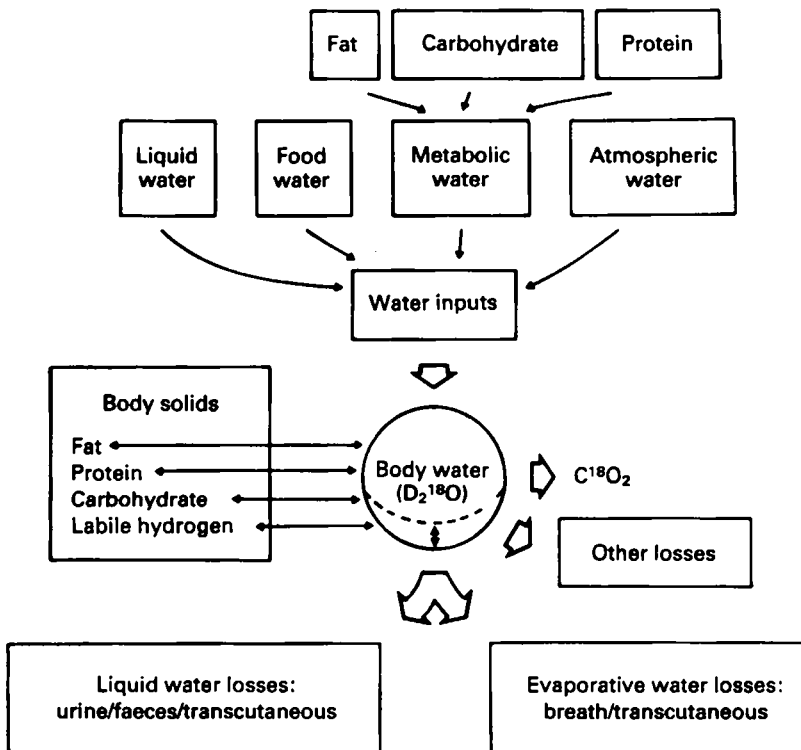 Fat
Carbohydrate
Protein
Liquid
water
Food
water
Metabolic
water
Atmospheric
water
Water inputs
Body solids
Fat
Protein
Carbohydrate
Labile hydrogen
Body water
(D₂¹⁸O)
C¹⁸O₂
Other losses
Liquid water losses:
urine/faeces/transcutaneous
Evaporative water losses:
breath/transcutaneous